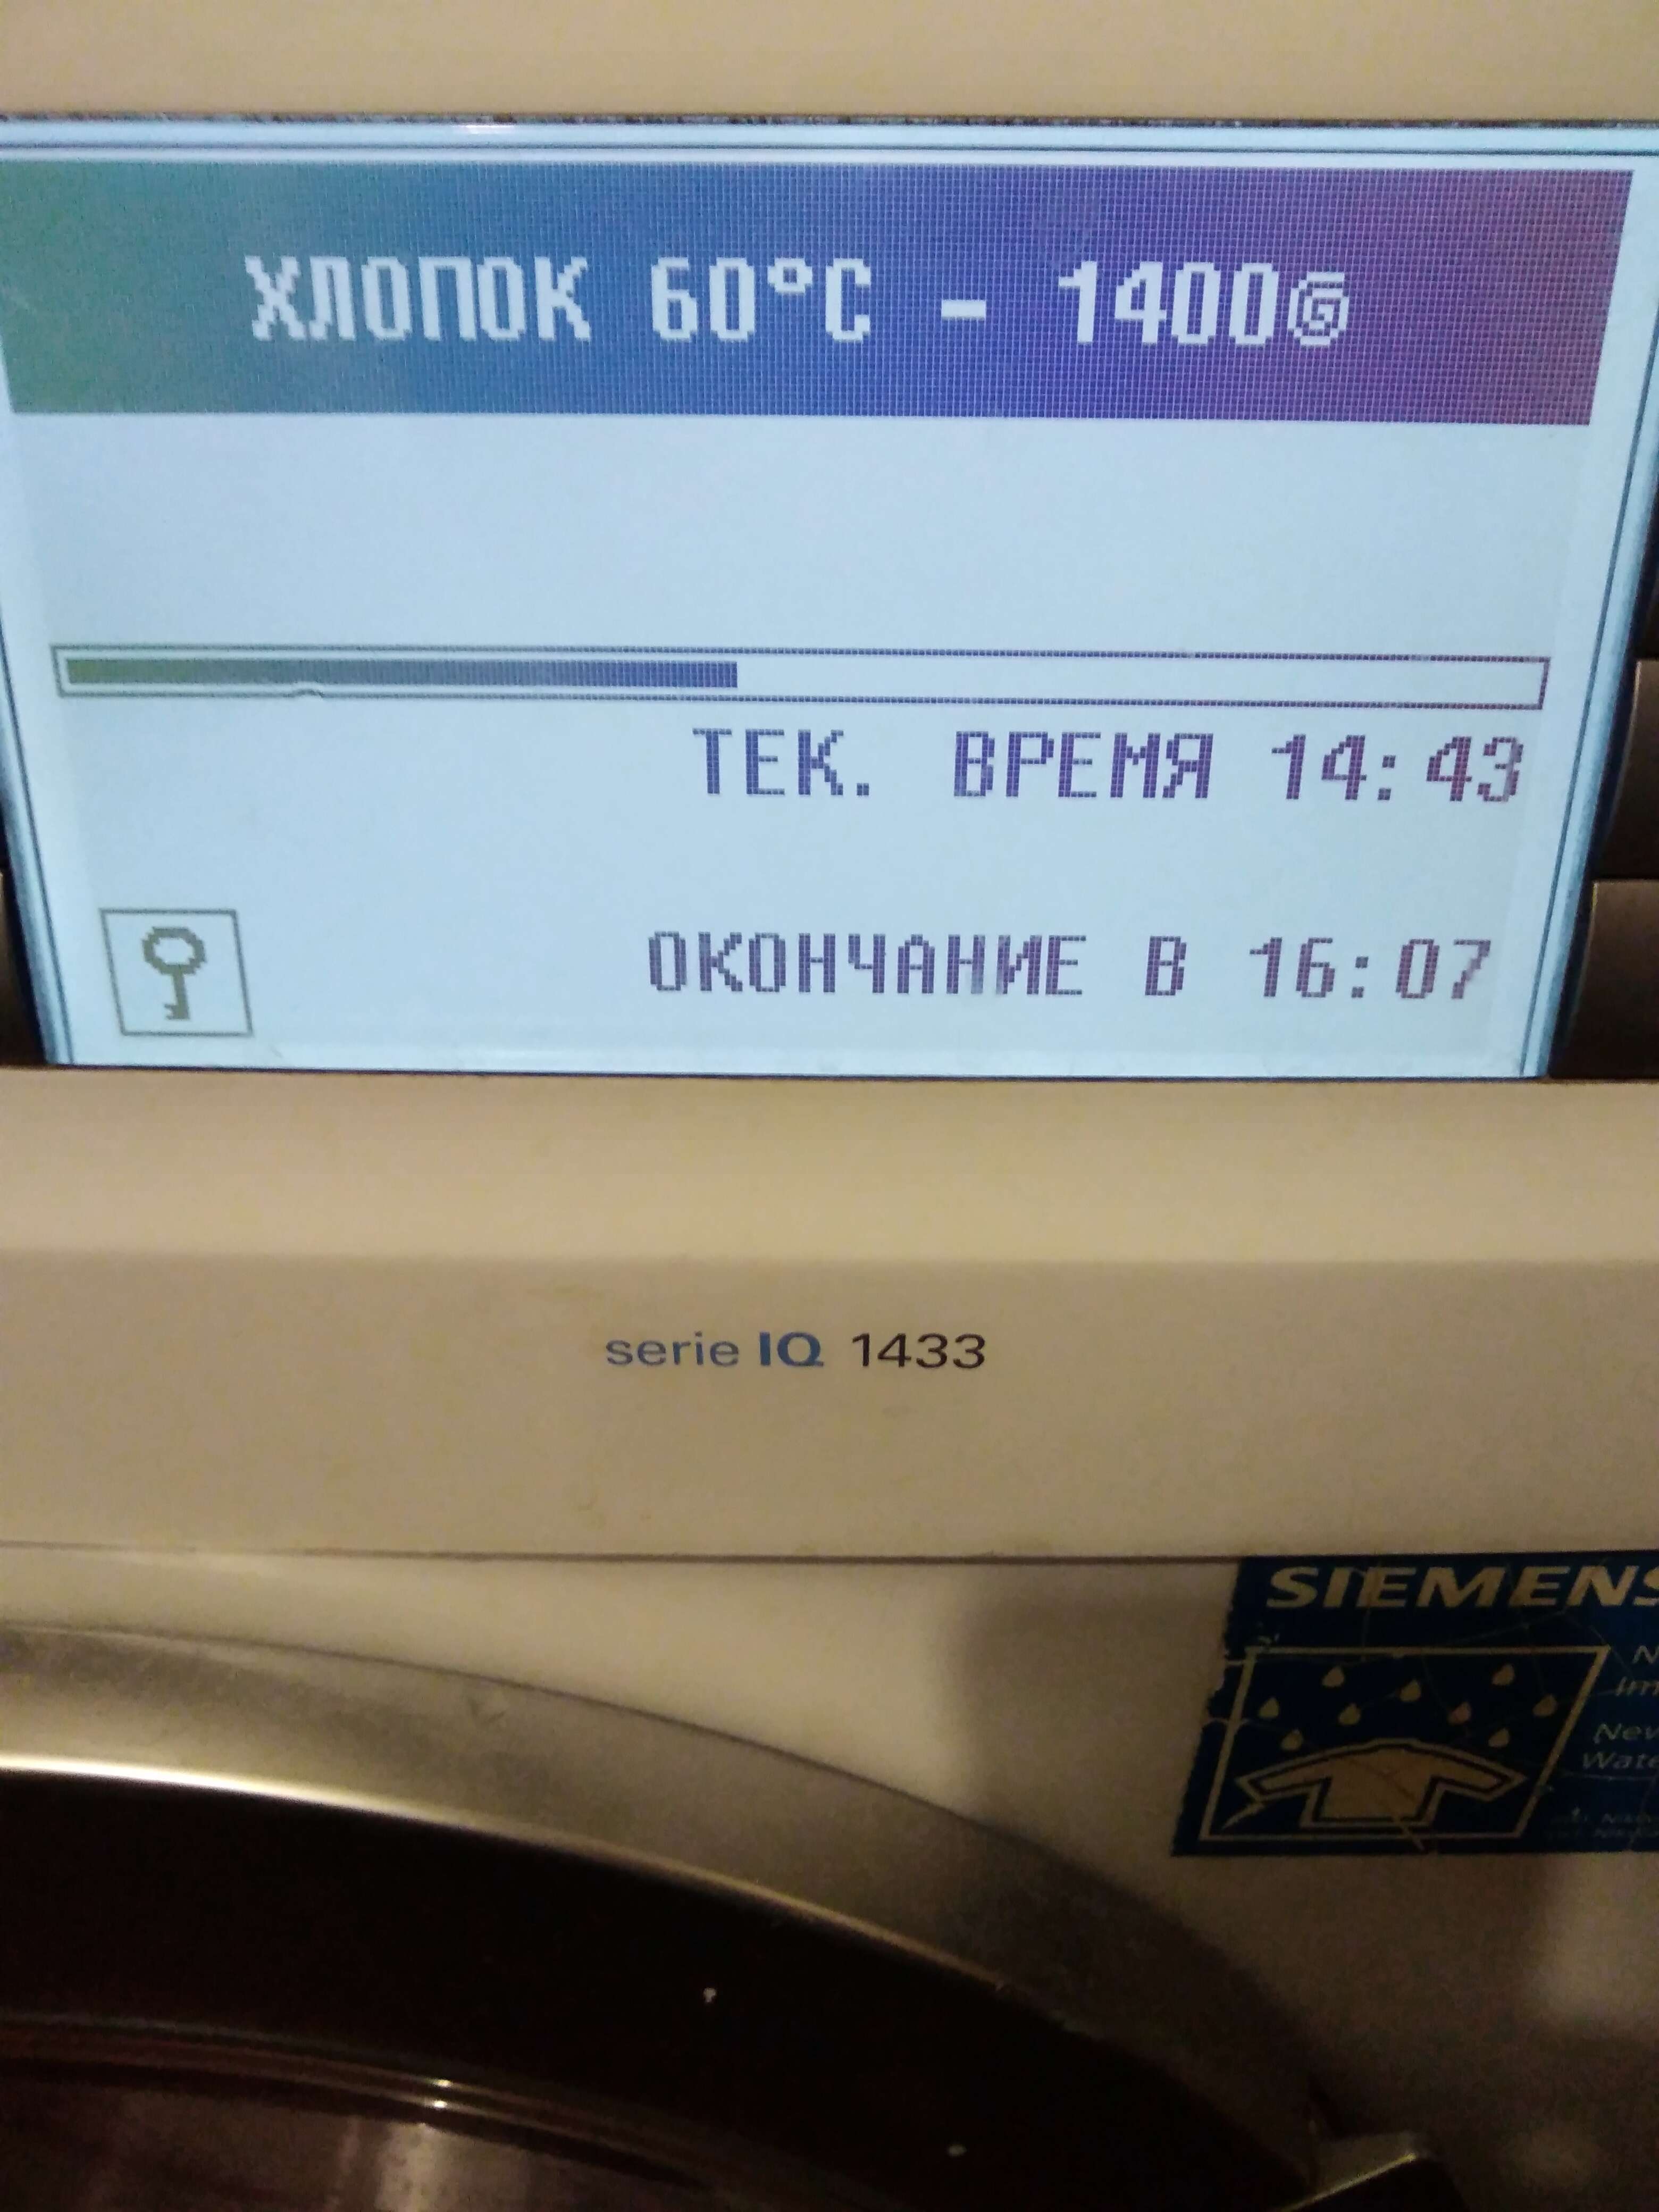 ХЛОПОК 60°C - 1400
ТЕК. ВРЕМЯ 14:43
ОКОНЧАНИЕ В 16:07
serie IQ 1433
SIEMENS